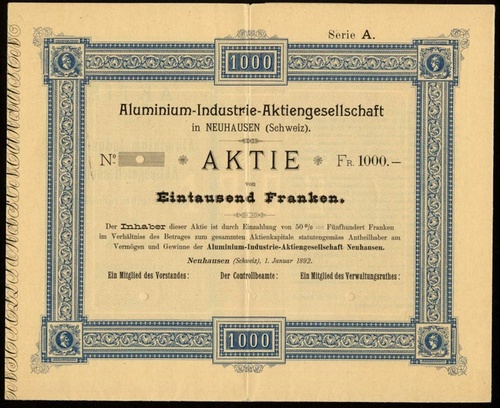 Serie A.
1000
Aluminium-Industrie-Aktiengesellschaft
in NEUHAUSEN (Schweiz).
No
AKTIE
FR. 1000.—
von
Eintausend Franken.
Der Inhaber dieser Aktie ist durch Einzahlung von 50% = Fünfhundert Franken
im Verhältniss des Betrages zum gesammten Aktienkapitale statutengemäss Antheilhaber am
Vermögen und Gewinne der Aluminium-Industrie-Aktiengesellschaft Neuhausen.
Neuhausen (Schweiz), 1. Januar 1892.
Ein Mitglied des Vorstandes: Der Controllbeamte: Ein Mitglied des Verwaltungsrathes:
1000